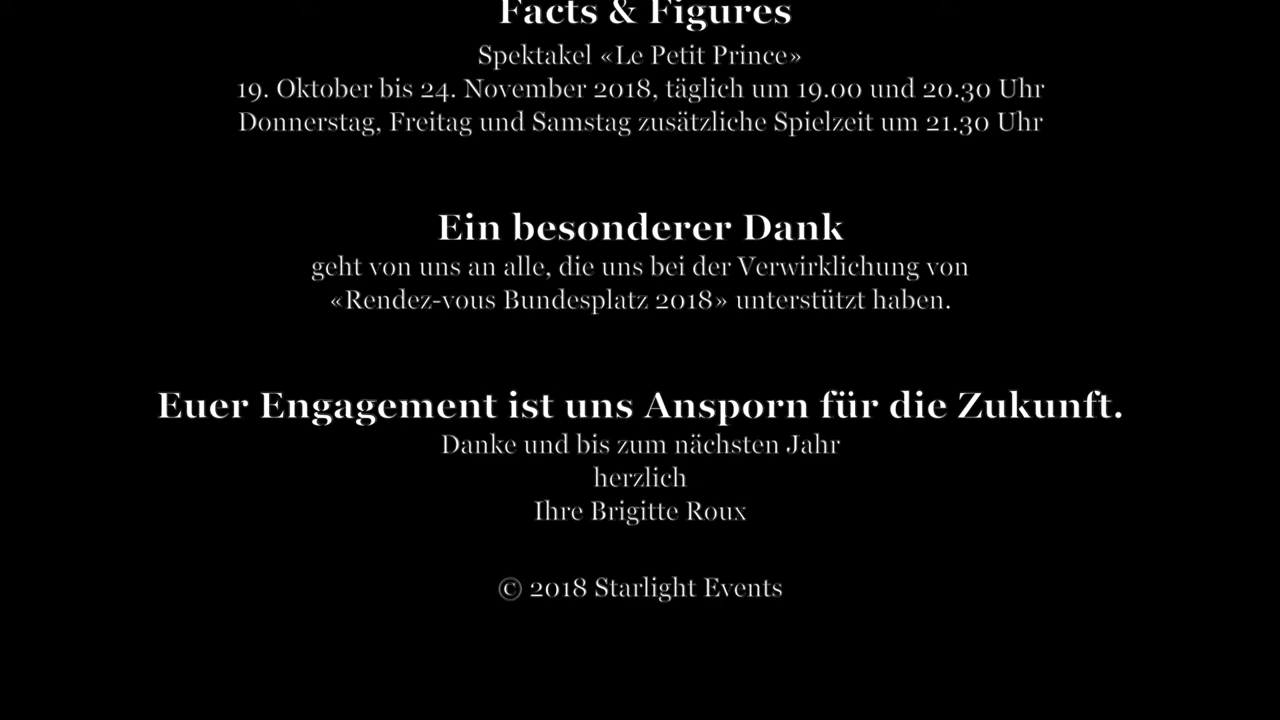 Facts & Figures
Spektakel «Le Petit Prince»
19. Oktober bis 24. November 2018, täglich um 19.00 und 20.30 Uhr
Donnerstag, Freitag und Samstag zusätzliche Spielzeit um 21.30 Uhr
Ein besonderer Dank
geht von uns an alle, die uns bei der Verwirklichung von
«Rendez-vous Bundesplatz 2018» unterstützt haben.
Euer Engagement ist uns Ansporn für die Zukunft.
Danke und bis zum nächsten Jahr
herzlich
Ihre Brigitte Roux
© 2018 Starlight Events